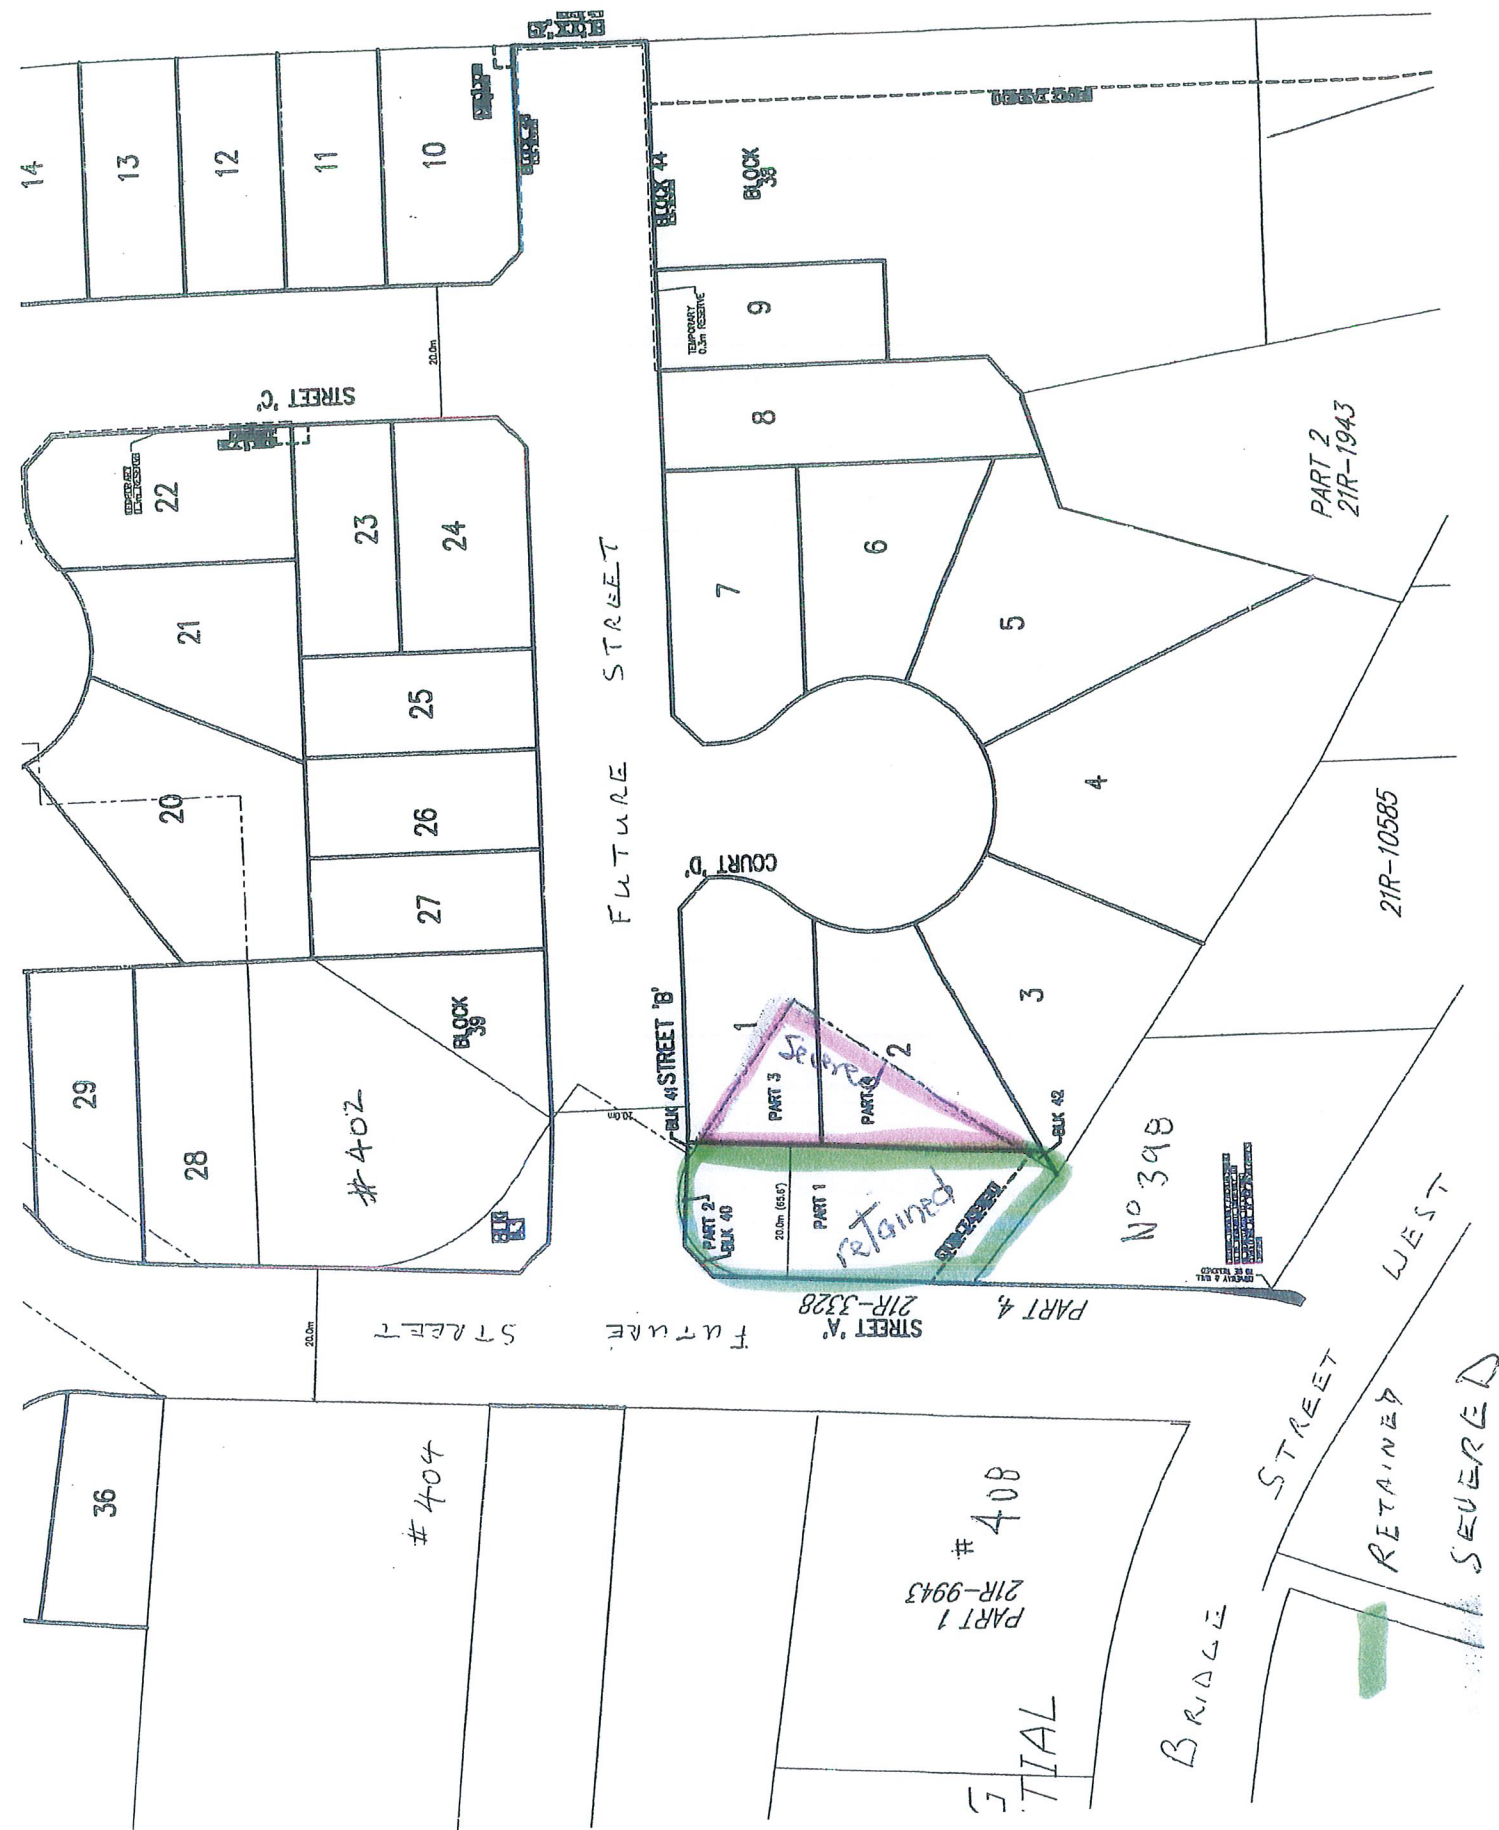 14
13
12
11
10
BLOCK 44
BLOCK
38
9
TEMPORARY
0.3m RESERVE
8
20.0m
STREET 'C'
22
23
24
21
25
26
27
20
7
6
5
4
3
PART 2
21R-1943
21R-10585
FUTURE STREET
COURT 'D'
STREET 'B'
BLK 41
29
28
# 402
BLOCK
39
20.0m
1
2
PART 3
Severed
BLK 42
PART 2
BLK 40
20.0m (65.6')
PART 1
retained
Nº 398
20.0m
FUTURE STREET
STREET 'A'
21R-3328
PART 4,
36
# 404
# 408
PART 1
21R-9943
TIAL
BRIDGE STREET WEST
RETAINED
SEVERED